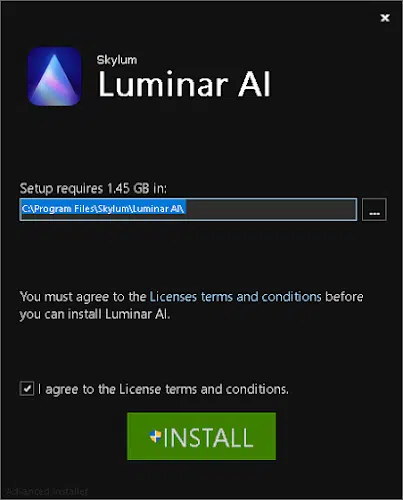 Skylum
Luminar AI
Setup requires 1.45 GB in:
C:\Program Files\Skylum\Luminar AI\
...
You must agree to the Licenses terms and conditions before
you can install Luminar AI.
I agree to the License terms and conditions.
INSTALL
Advanced Installer